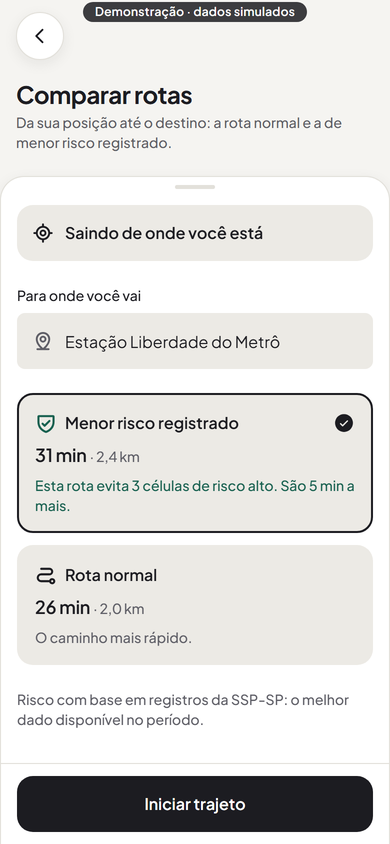 Demonstração · dados simulados
Comparar rotas
Da sua posição até o destino: a rota normal e a de
menor risco registrado.
Saindo de onde você está
Para onde você vai
Estação Liberdade do Metrô
Menor risco registrado
31 min · 2,4 km
Esta rota evita 3 células de risco alto. São 5 min a
mais.
Rota normal
26 min · 2,0 km
O caminho mais rápido.
Risco com base em registros da SSP-SP: o melhor
dado disponível no período.
Iniciar trajeto